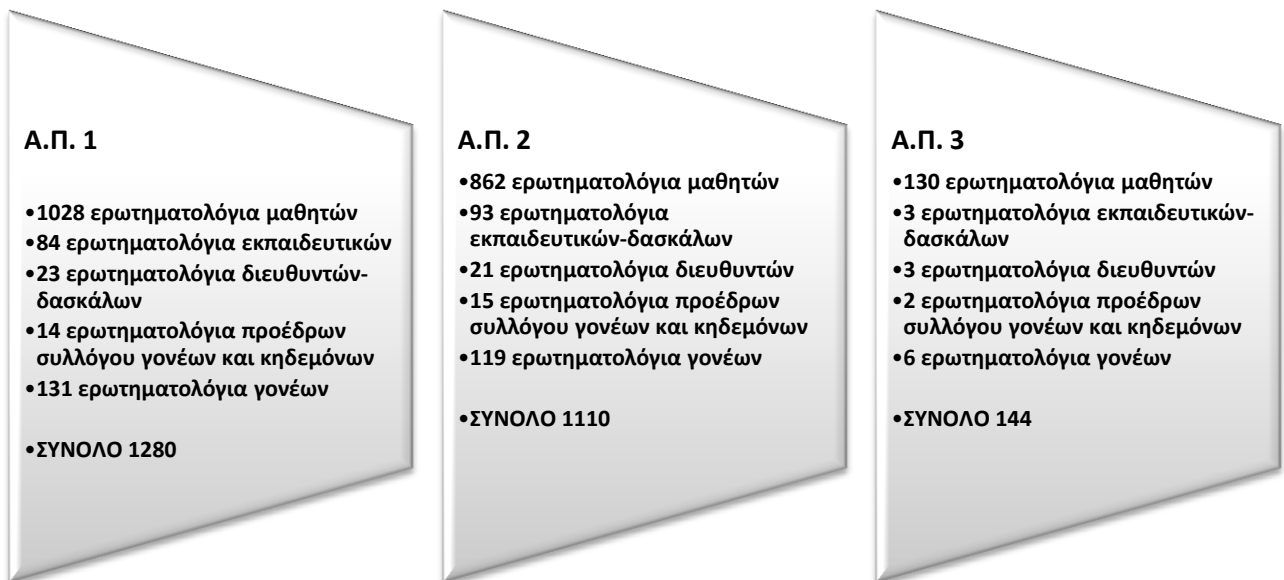 Α.Π. 1
•1028 ερωτηματολόγια μαθητών
•84 ερωτηματολόγια εκπαιδευτικών
•23 ερωτηματολόγια διευθυντών-
δασκάλων
•14 ερωτηματολόγια προέδρων
συλλόγου γονέων και κηδεμόνων
•131 ερωτηματολόγια γονέων
•ΣΥΝΟΛΟ 1280
Α.Π. 2
•862 ερωτηματολόγια μαθητών
•93 ερωτηματολόγια
εκπαιδευτικών-δασκάλων
•21 ερωτηματολόγια διευθυντών
•15 ερωτηματολόγια προέδρων
συλλόγου γονέων και κηδεμόνων
•119 ερωτηματολόγια γονέων
•ΣΥΝΟΛΟ 1110
Α.Π. 3
•130 ερωτηματολόγια μαθητών
•3 ερωτηματολόγια εκπαιδευτικών-
δασκάλων
•3 ερωτηματολόγια διευθυντών
•2 ερωτηματολόγια προέδρων
συλλόγου γονέων και κηδεμόνων
•6 ερωτηματολόγια γονέων
•ΣΥΝΟΛΟ 144